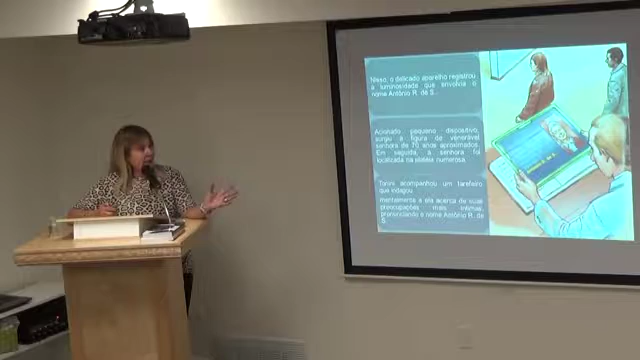 Nisso, o delicado aparelho registrou
a luminosidade que envolvia o
nome Antônio R. de S...
Acionado pequeno dispositivo,
surgiu a figura de venerável
senhora de 70 anos aproximados.
Em seguida, a senhora foi
localizada na plateia numerosa.
Tonini acompanhou um tarefeiro
que indagou
mentalmente a ela acerca de suas
preocupações mais íntimas,
pronunciando o nome Antônio R. de
S.